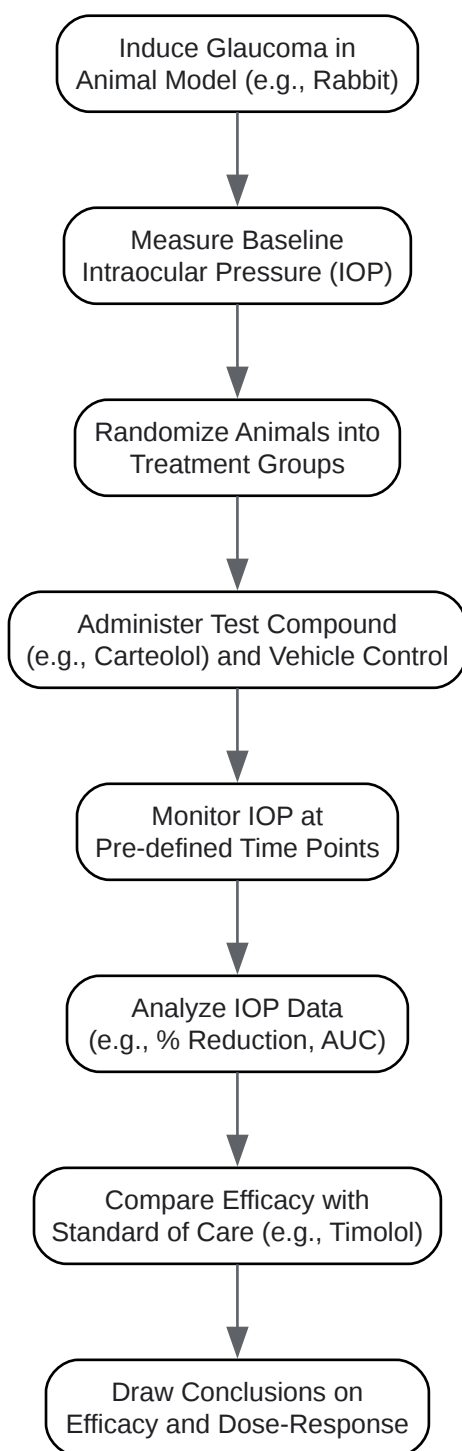 Induce Glaucoma in
Animal Model (e.g., Rabbit)
Measure Baseline
Intraocular Pressure (IOP)
Randomize Animals into
Treatment Groups
Administer Test Compound
(e.g., Carteolol) and Vehicle Control
Monitor IOP at
Pre-defined Time Points
Analyze IOP Data
(e.g., % Reduction, AUC)
Compare Efficacy with
Standard of Care (e.g., Timolol)
Draw Conclusions on
Efficacy and Dose-Response